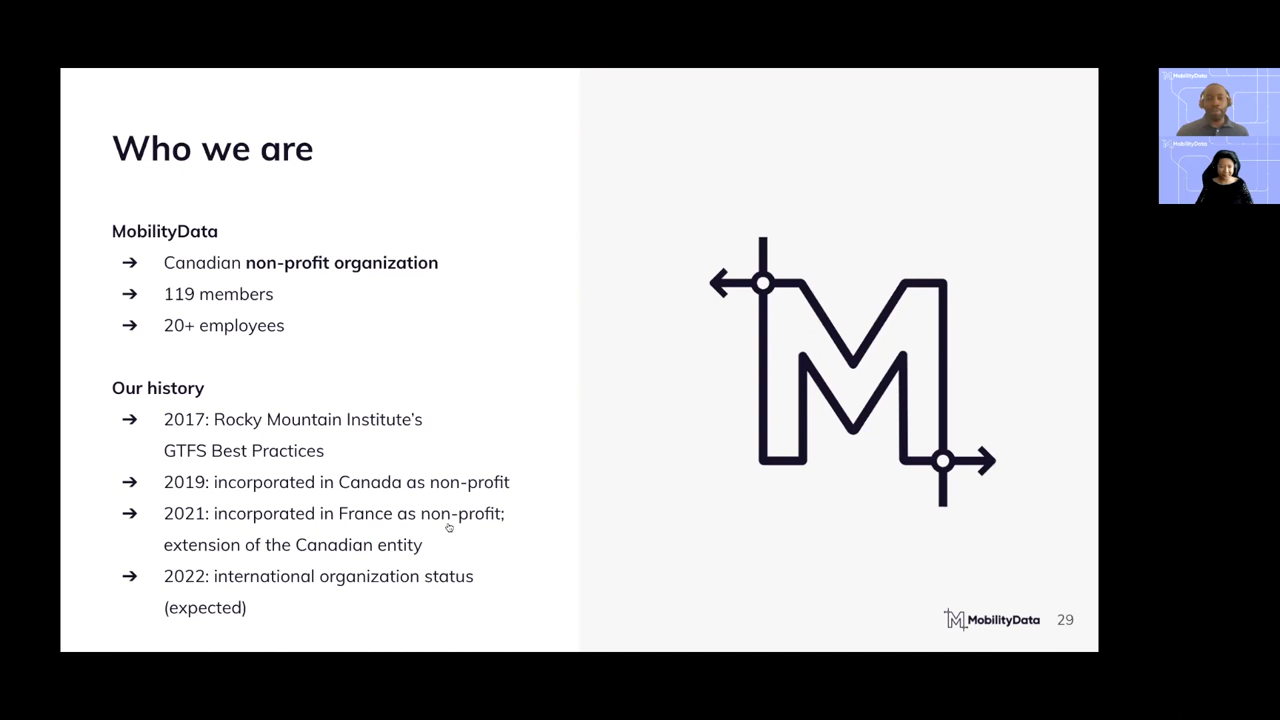 Who we are
MobilityData
➔ Canadian non-profit organization
➔ 119 members
➔ 20+ employees
Our history
➔ 2017: Rocky Mountain Institute’s
GTFS Best Practices
➔ 2019: incorporated in Canada as non-profit
➔ 2021: incorporated in France as non-profit;
extension of the Canadian entity
➔ 2022: international organization status
(expected)
MobilityData 29
MobilityData
MobilityData